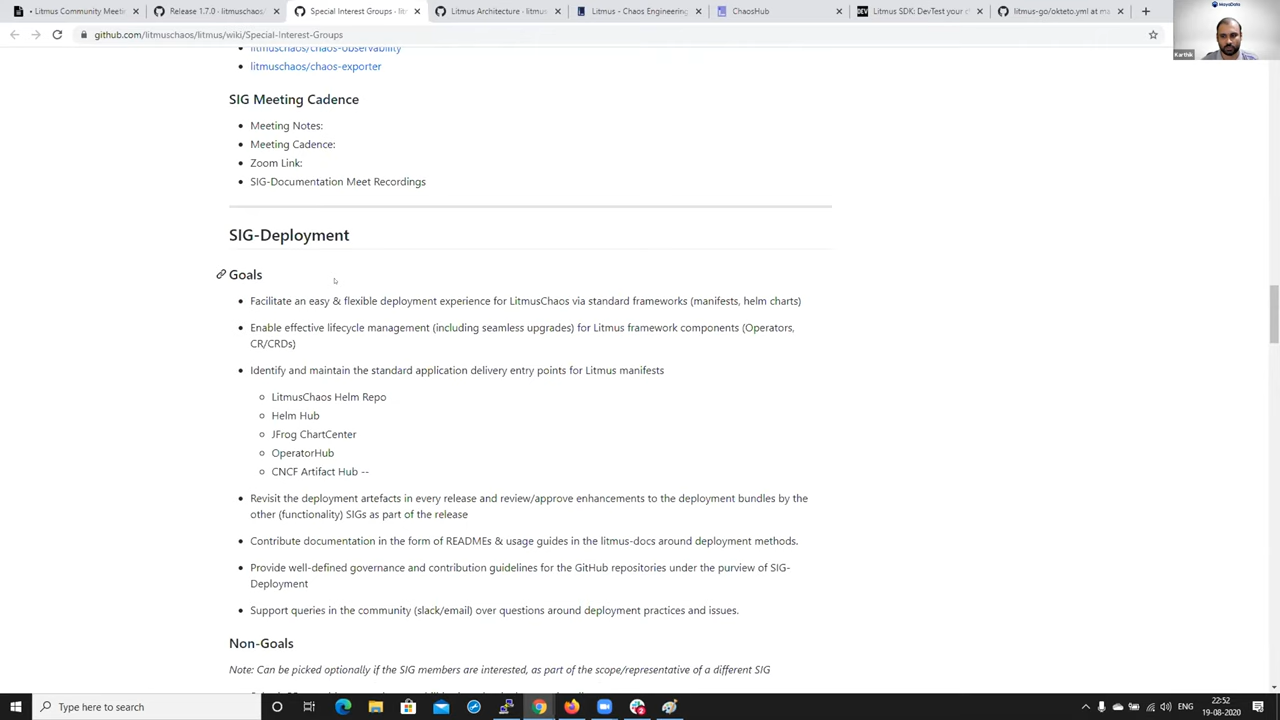 Litmus Community Meeti
Release 1.7.0 · litmuschaos/
Special Interest Groups · lit
Litmus Architecture · litmus
Litmus - Chaos Engineering
ChaosHub
DEV
Litmus SDK: DevTest your c
litmus-go/okteto.yml at ma
github.com/litmuschaos/litmus/wiki/Special-Interest-Groups
MayaData
Karthik
litmuschaos/chaos-observability
litmuschaos/chaos-exporter
SIG Meeting Cadence
Meeting Notes:
Meeting Cadence:
Zoom Link:
SIG-Documentation Meet Recordings
SIG-Deployment
Goals
Facilitate an easy & flexible deployment experience for LitmusChaos via standard frameworks (manifests, helm charts)
Enable effective lifecycle management (including seamless upgrades) for Litmus framework components (Operators,
CR/CRDs)
Identify and maintain the standard application delivery entry points for Litmus manifests
LitmusChaos Helm Repo
Helm Hub
JFrog ChartCenter
OperatorHub
CNCF Artifact Hub --
Revisit the deployment artefacts in every release and review/approve enhancements to the deployment bundles by the
other (functionality) SIGs as part of the release
Contribute documentation in the form of READMEs & usage guides in the litmus-docs around deployment methods.
Provide well-defined governance and contribution guidelines for the GitHub repositories under the purview of SIG-
Deployment
Support queries in the community (slack/email) over questions around deployment practices and issues.
Non-Goals
Note: Can be picked optionally if the SIG members are interested, as part of the scope/representative of a different SIG
Type here to search
ENG
22:52
19-08-2020